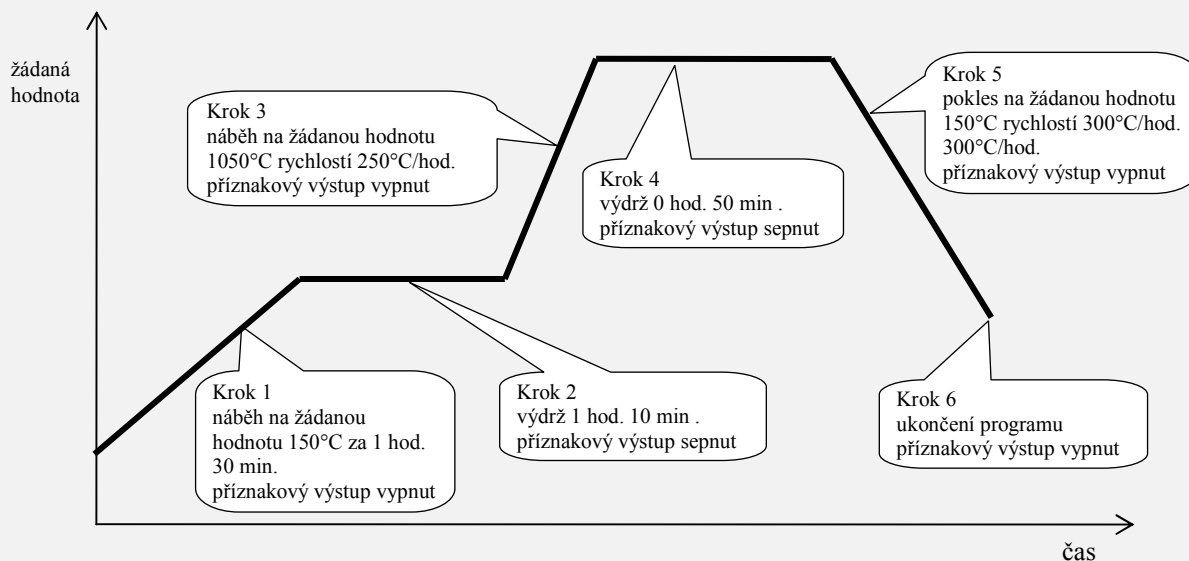 žádaná
hodnota
Krok 3
náběh na žádanou hodnotu
1050°C rychlostí 250°C/hod.
příznakový výstup vypnut
Krok 4
výdrž 0 hod. 50 min .
příznakový výstup sepnut
Krok 5
pokles na žádanou hodnotu
150°C rychlostí 300°C/hod.
300°C/hod.
příznakový výstup vypnut
Krok 1
náběh na žádanou
hodnotu 150°C za 1 hod.
30 min.
příznakový výstup vypnut
Krok 2
výdrž 1 hod. 10 min .
příznakový výstup sepnut
Krok 6
ukončení programu
příznakový výstup vypnut
čas